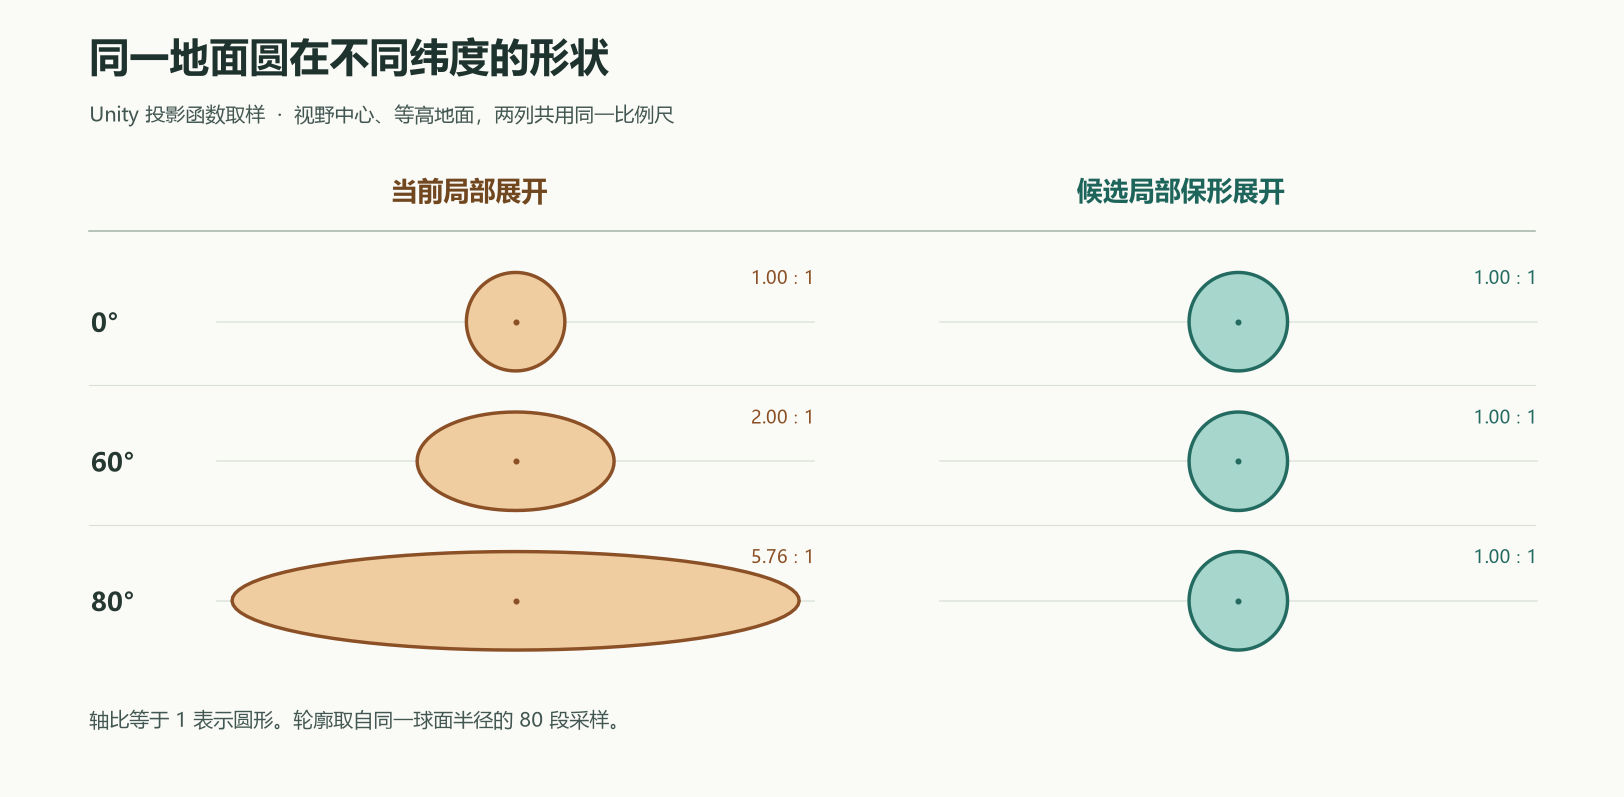 同一地面圆在不同纬度的形状
Unity 投影函数取样 · 视野中心、等高地面，两列共用同一比例尺
当前局部展开
候选局部保形展开
0°
1.00 : 1
1.00 : 1
60°
2.00 : 1
1.00 : 1
80°
5.76 : 1
1.00 : 1
轴比等于 1 表示圆形。轮廓取自同一球面半径的 80 段采样。